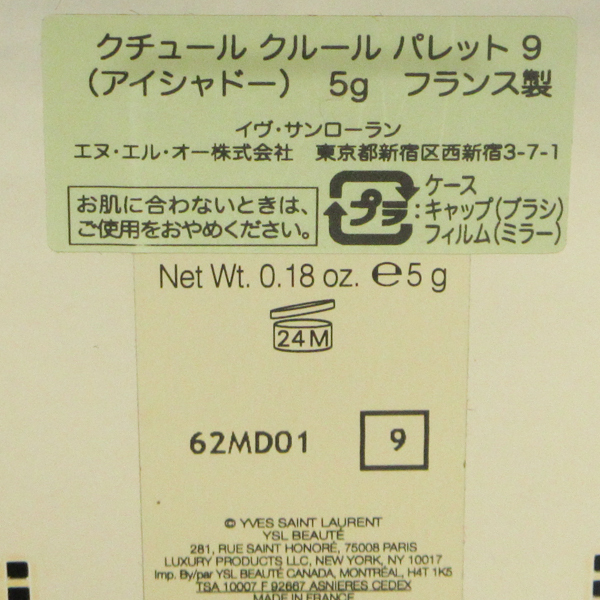 クチュール クルール パレット 9
（アイシャドー） 5g フランス製
イヴ・サンローラン
エヌ・エル・オー株式会社 東京都新宿区西新宿3-7-1
お肌に合わないときは、
ご使用をおやめください。
プラ
:
ケース
キャップ(ブラシ)
フィルム(ミラー)
Net Wt. 0.18 oz. ℮5 g
24M
62MD01
9
© YVES SAINT LAURENT
YSL BEAUTÉ
281, RUE SAINT HONORÉ, 75008 PARIS
LUXURY PRODUCTS LLC, NEW YORK, NY 10017
Imp. By/par YSL BEAUTÉ CANADA, MONTRÉAL, H4T 1K5
TSA 10007 F 92667 ASNIERES CEDEX
MADE IN FRANCE